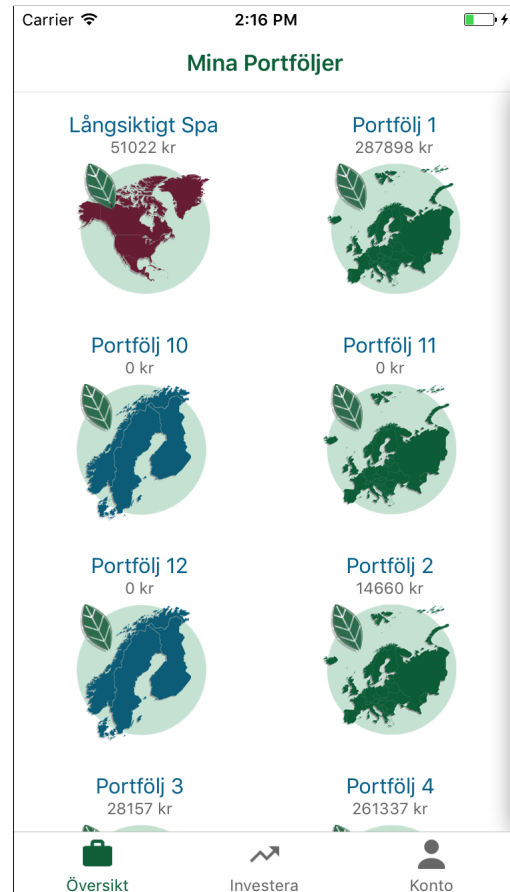 Carrier 2:16 PM
Mina Portföljer
Långsiktigt Spa Portfölj 1
51022 kr 287898 kr
Portfölj 10 Portfölj 11
0 kr 0 kr
Portfölj 12 Portfölj 2
0 kr 14660 kr
Portfölj 3 Portfölj 4
28157 kr 261337 kr
Översikt Investera Konto